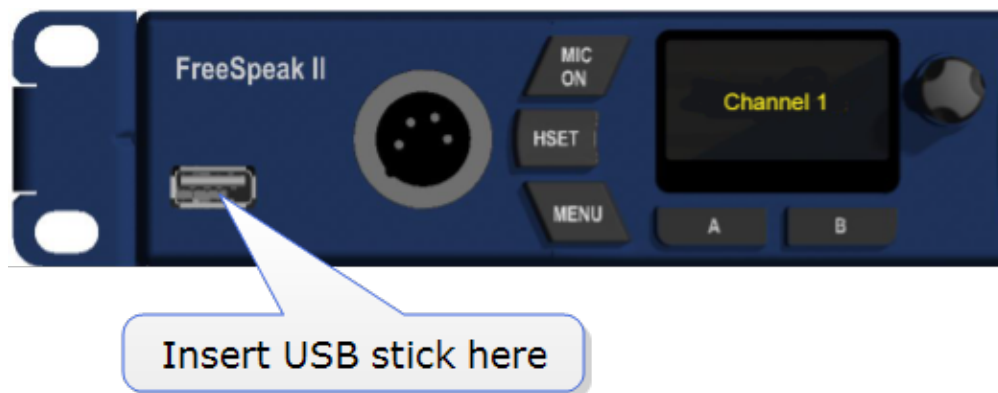 FreeSpeak II
MIC
ON
HSET
MENU
Channel 1
A
B
Insert USB stick here